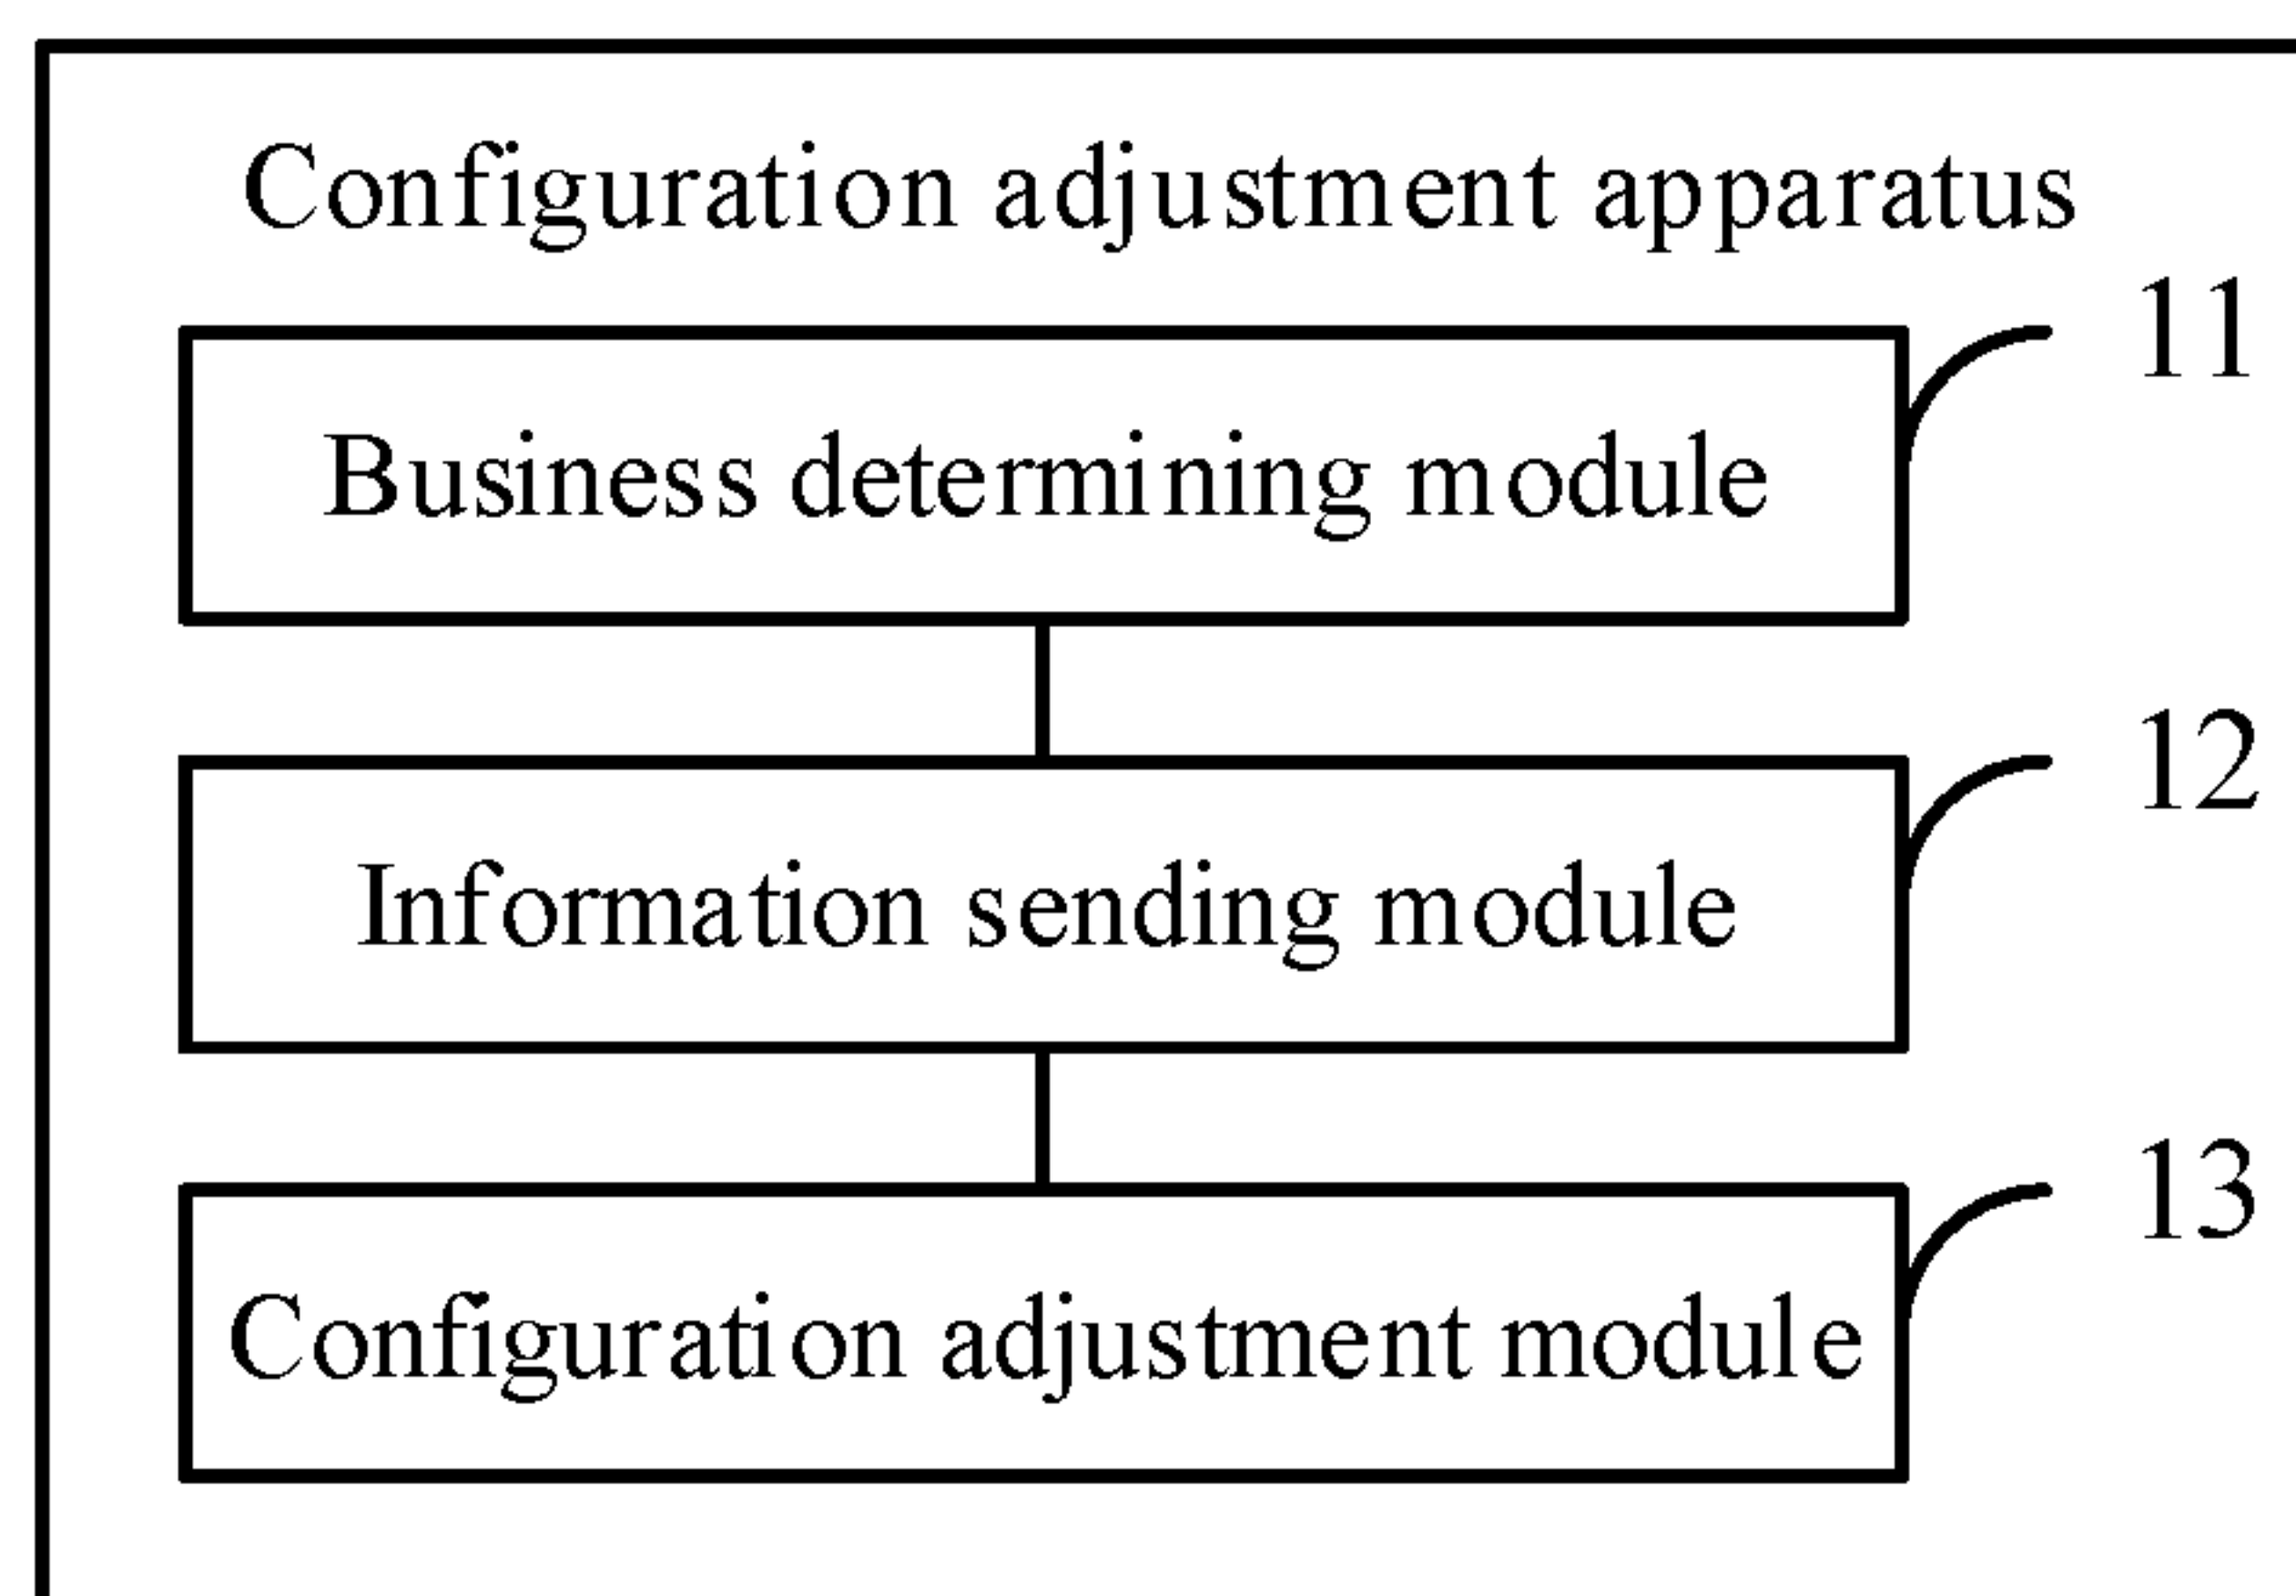 Configuration adjustment apparatus
11
Business determining module
12
Information sending module
13
Configuration adjustment module